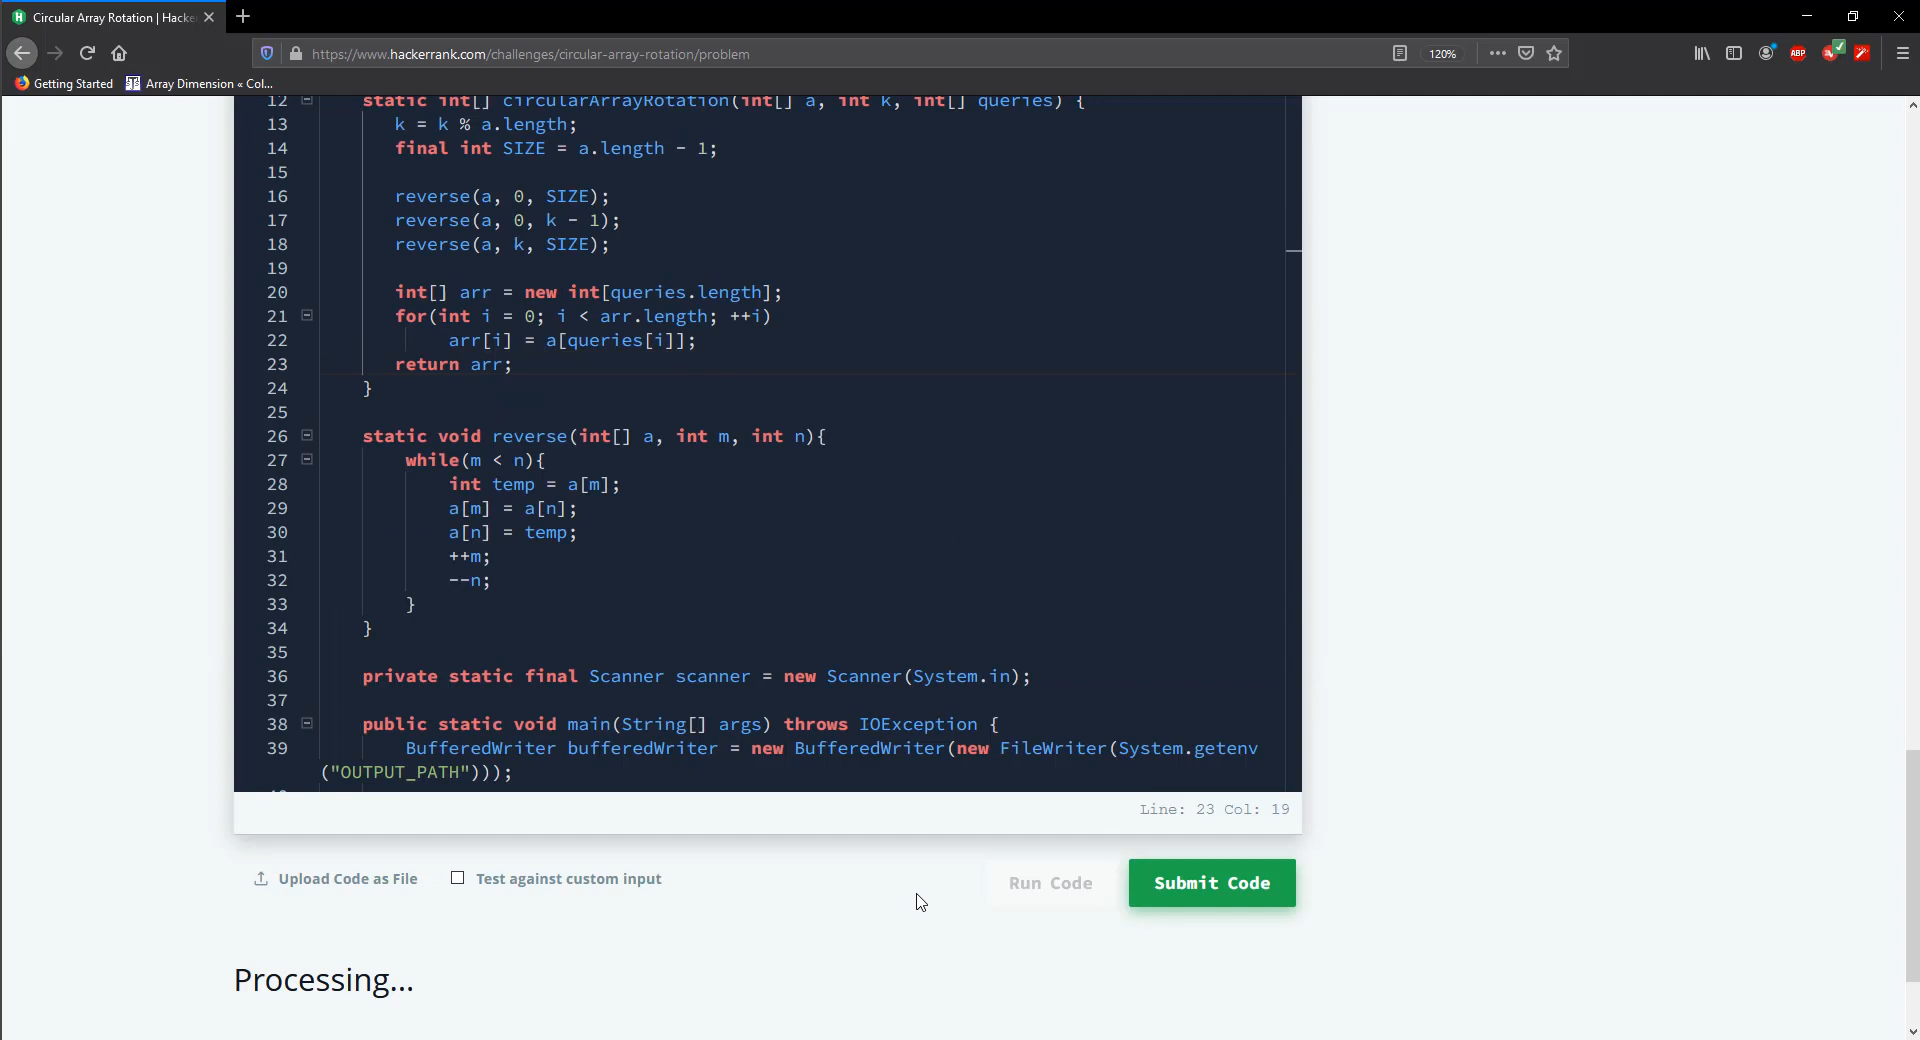 Circular Array Rotation | Hacke
https://www.hackerrank.com/challenges/circular-array-rotation/problem
120%
ABP
Getting Started
Array Dimension « Col...
12 static int[] circularArrayRotation(int[] a, int k, int[] queries) {
13 k = k % a.length;
14 final int SIZE = a.length - 1;
15
16 reverse(a, 0, SIZE);
17 reverse(a, 0, k - 1);
18 reverse(a, k, SIZE);
19
20 int[] arr = new int[queries.length];
21 for(int i = 0; i < arr.length; ++i)
22 arr[i] = a[queries[i]];
23 return arr;
24 }
25
26 static void reverse(int[] a, int m, int n){
27 while(m < n){
28 int temp = a[m];
29 a[m] = a[n];
30 a[n] = temp;
31 ++m;
32 --n;
33 }
34 }
35
36 private static final Scanner scanner = new Scanner(System.in);
37
38 public static void main(String[] args) throws IOException {
39 BufferedWriter bufferedWriter = new BufferedWriter(new FileWriter(System.getenv
("OUTPUT_PATH")));
Line: 23 Col: 19
Upload Code as File
Test against custom input
Run Code
Submit Code
Processing...